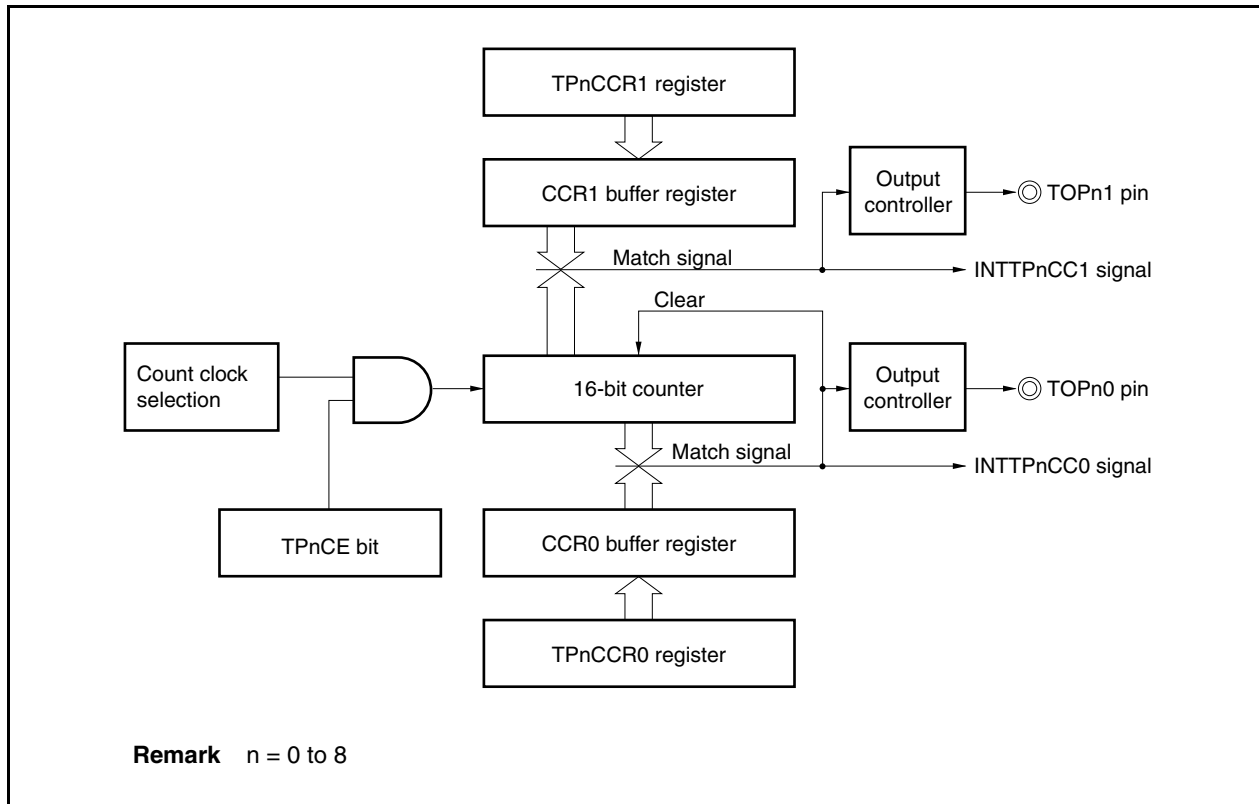 TPnCCR1 register
CCR1 buffer register
Output
controller
TOPn1 pin
Match signal
INTTPnCC1 signal
Clear
Count clock
selection
16-bit counter
Output
controller
TOPn0 pin
Match signal
INTTPnCC0 signal
TPnCE bit
CCR0 buffer register
TPnCCR0 register
Remark n = 0 to 8